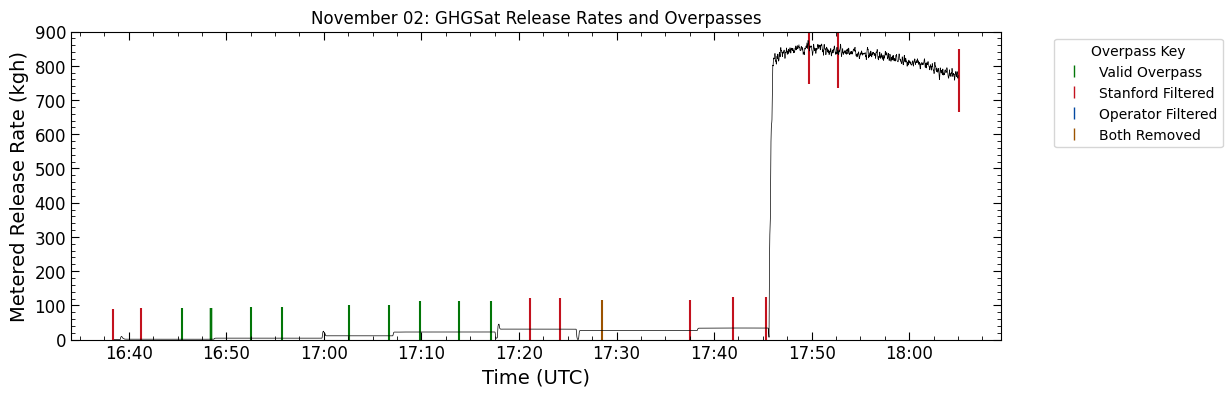 November 02: GHGSat Release Rates and Overpasses
Metered Release Rate (kgh)
900
800
700
600
500
400
300
200
100
0
16:40 16:50 17:00 17:10 17:20 17:30 17:40 17:50 18:00
Time (UTC)
Overpass Key
Valid Overpass
Stanford Filtered
Operator Filtered
Both Removed